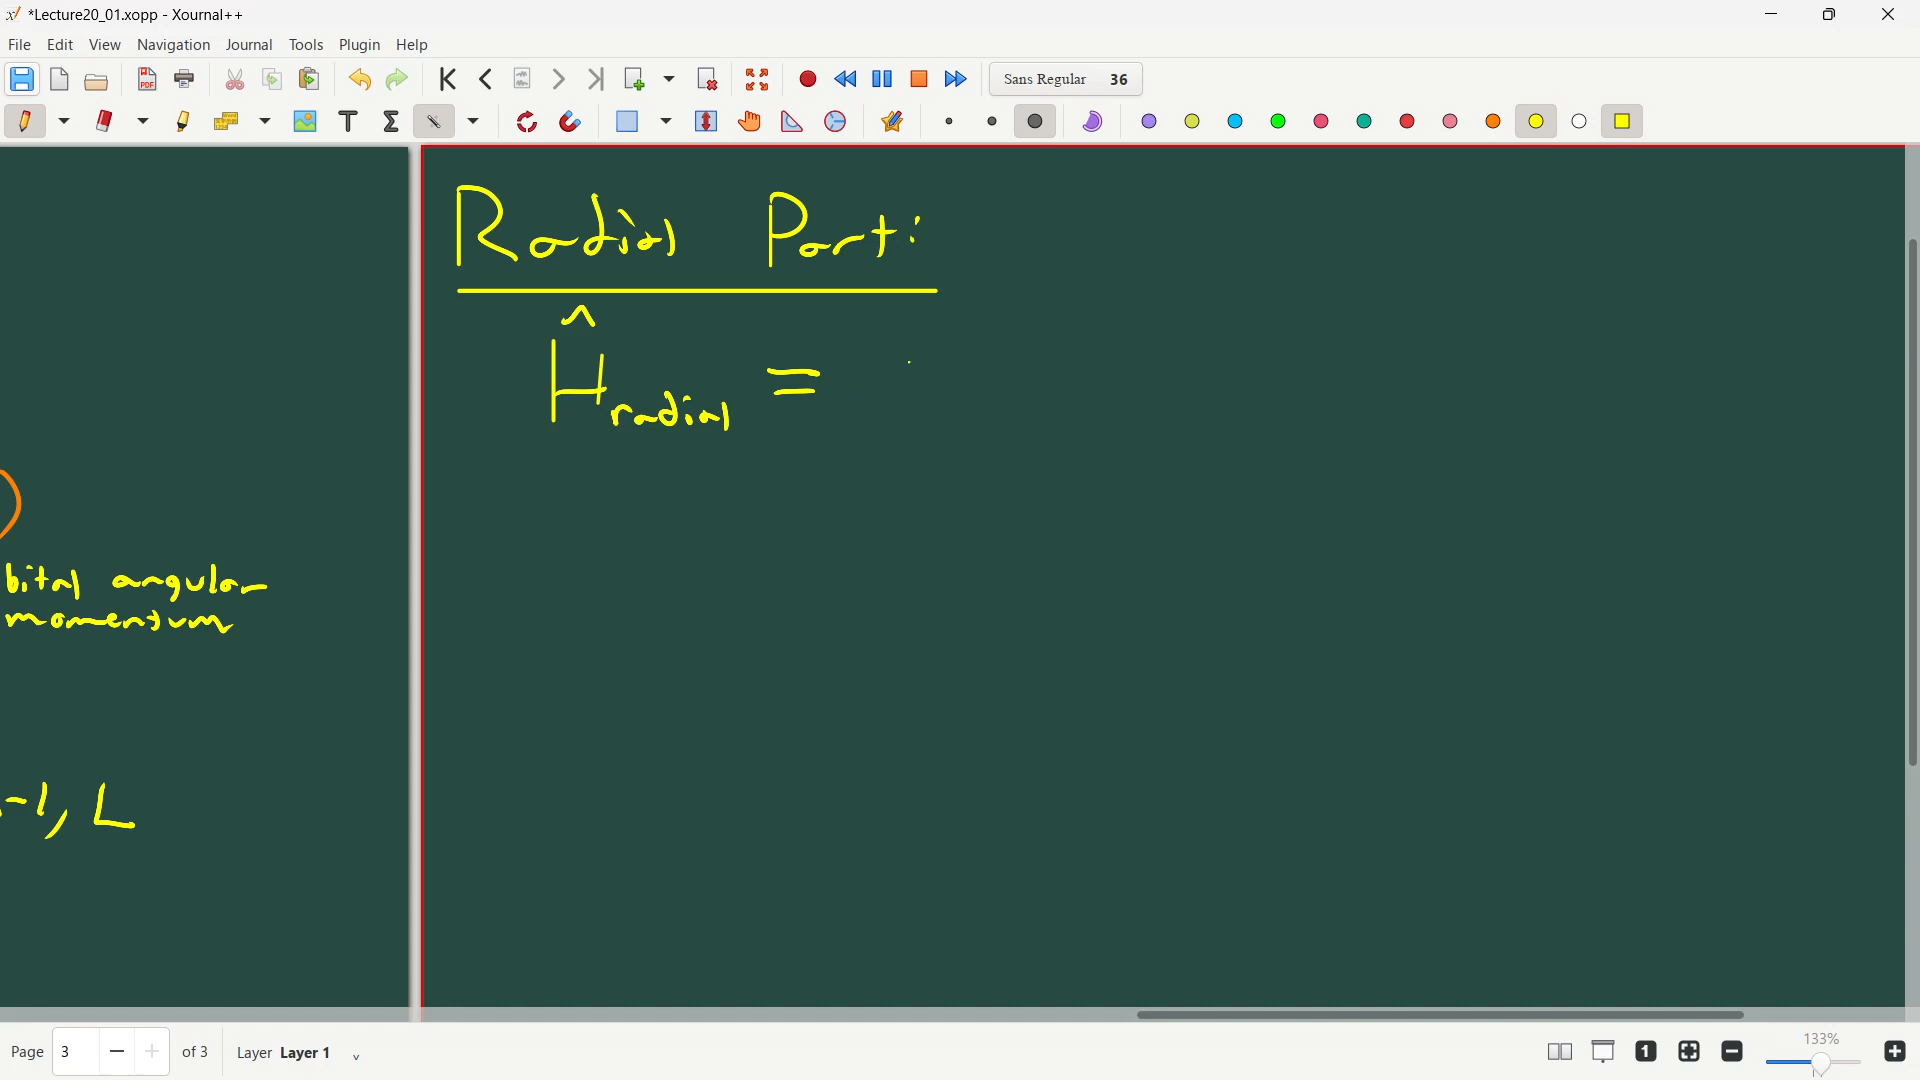 *Lecture20_01.xopp - Xournal++
File Edit View Navigation Journal Tools Plugin Help
Sans Regular 36
Radial Part:
Ĥ radial =
bital angular
momentum
-1, L
Page 3 of 3 Layer Layer 1
133%